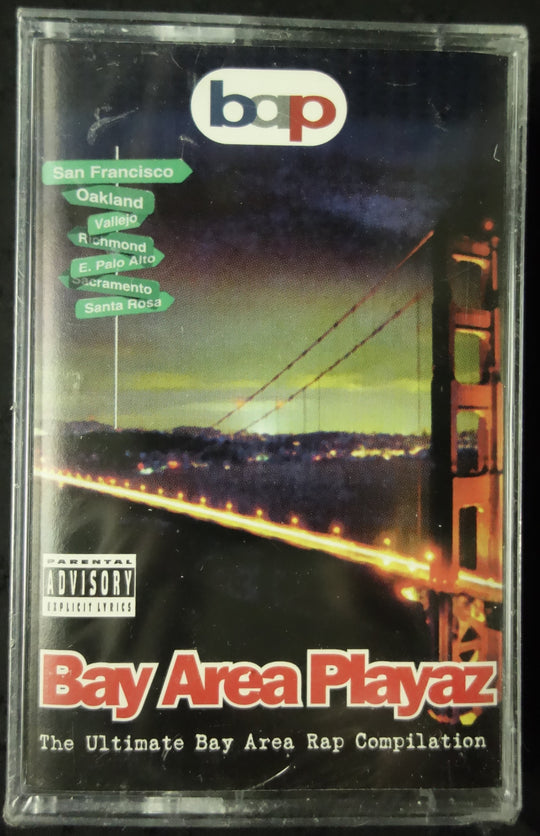 bap
San Francisco
Oakland
Vallejo
Richmond
E. Palo Alto
Sacramento
Santa Rosa
PARENTAL
ADVISORY
EXPLICIT LYRICS
Bay Area Playaz
The Ultimate Bay Area Rap Compilation